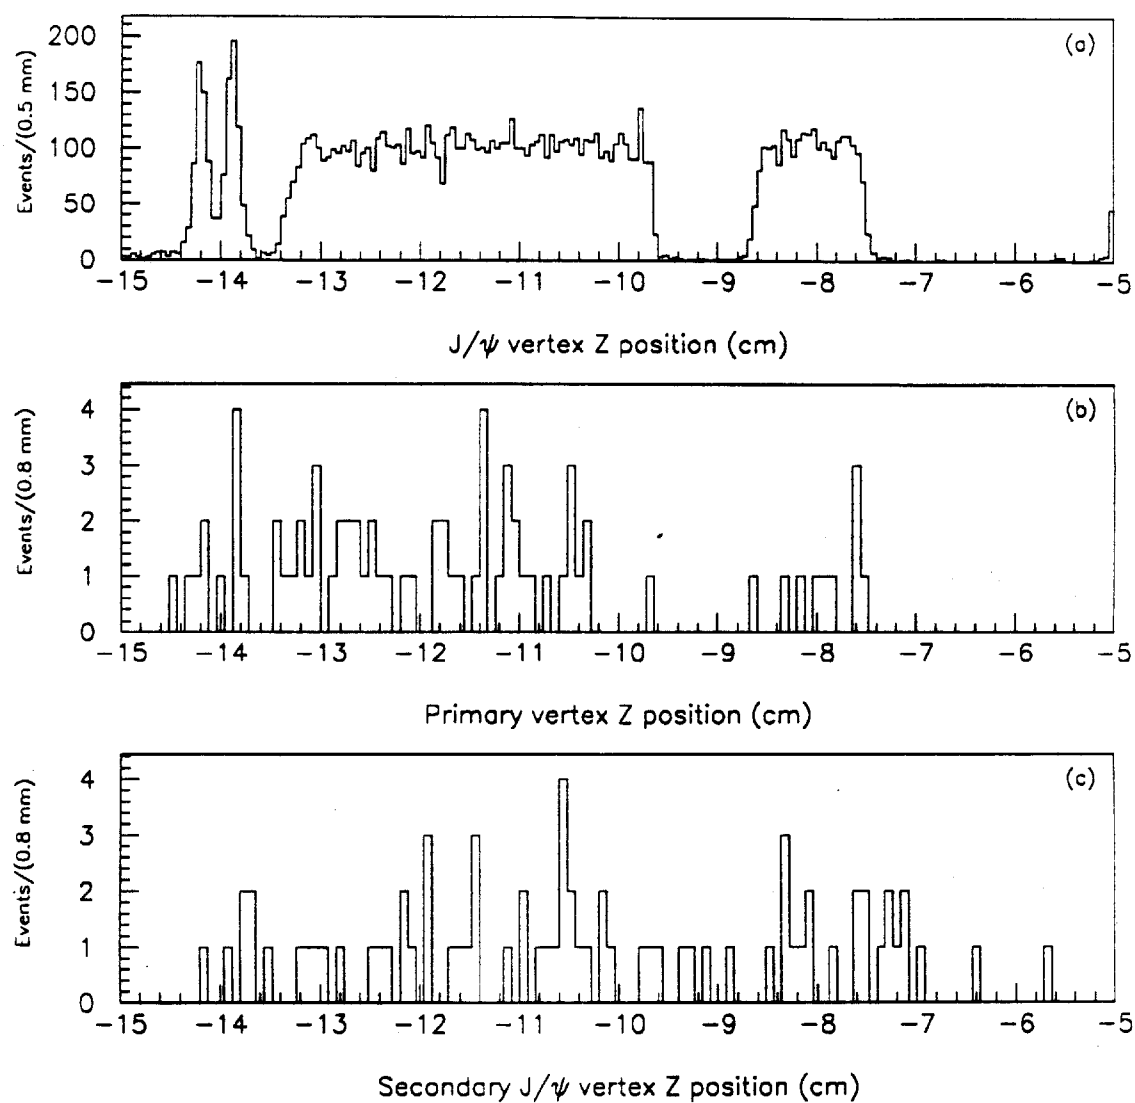 (a)
Events/(0.5 mm)
200
150
100
50
0
-15 -14 -13 -12 -11 -10 -9 -8 -7 -6 -5
J/ψ vertex Z position (cm)
(b)
Events/(0.8 mm)
4
3
2
1
0
-15 -14 -13 -12 -11 -10 -9 -8 -7 -6 -5
Primary vertex Z position (cm)
(c)
Events/(0.8 mm)
4
3
2
1
0
-15 -14 -13 -12 -11 -10 -9 -8 -7 -6 -5
Secondary J/ψ vertex Z position (cm)